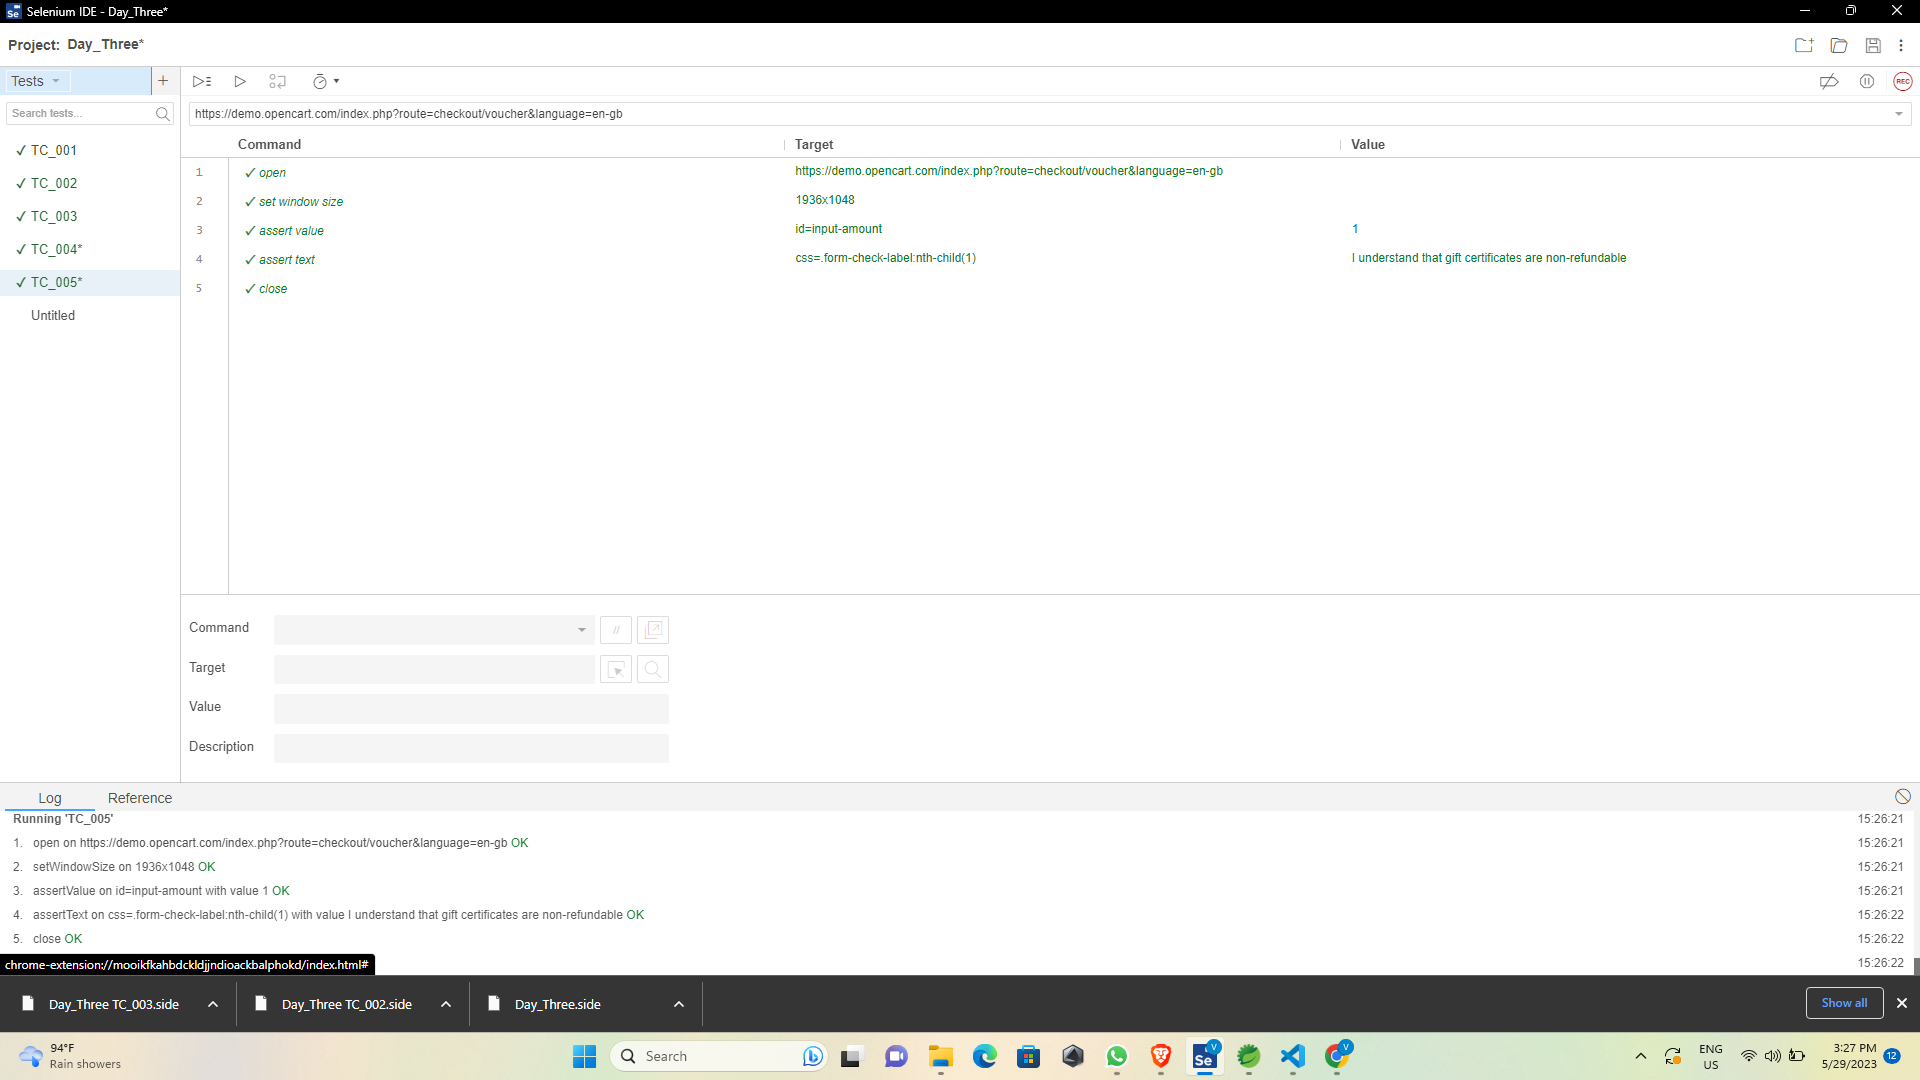 Selenium IDE - Day_Three*
Project: Day_Three*
Tests
+
REC
Search tests...
https://demo.opencart.com/index.php?route=checkout/voucher&language=en-gb
Command Target Value
✓ TC_001
✓ TC_002
✓ TC_003
✓ TC_004*
✓ TC_005*
Untitled
1 ✓ open https://demo.opencart.com/index.php?route=checkout/voucher&language=en-gb
2 ✓ set window size 1936x1048
3 ✓ assert value id=input-amount 1
4 ✓ assert text css=.form-check-label:nth-child(1) I understand that gift certificates are non-refundable
5 ✓ close
Command //
Target
Value
Description
Log Reference
Running 'TC_005' 15:26:21
1. open on https://demo.opencart.com/index.php?route=checkout/voucher&language=en-gb OK 15:26:21
2. setWindowSize on 1936x1048 OK 15:26:21
3. assertValue on id=input-amount with value 1 OK 15:26:21
4. assertText on css=.form-check-label:nth-child(1) with value I understand that gift certificates are non-refundable OK 15:26:22
5. close OK 15:26:22
chrome-extension://mooikfkahbdckldjjndioackbalphokd/index.html# 15:26:22
Day_Three TC_003.side Day_Three TC_002.side Day_Three.side Show all
94°F
Rain showers
Search
Se
V
V
ENG
US
3:27 PM
5/29/2023
12